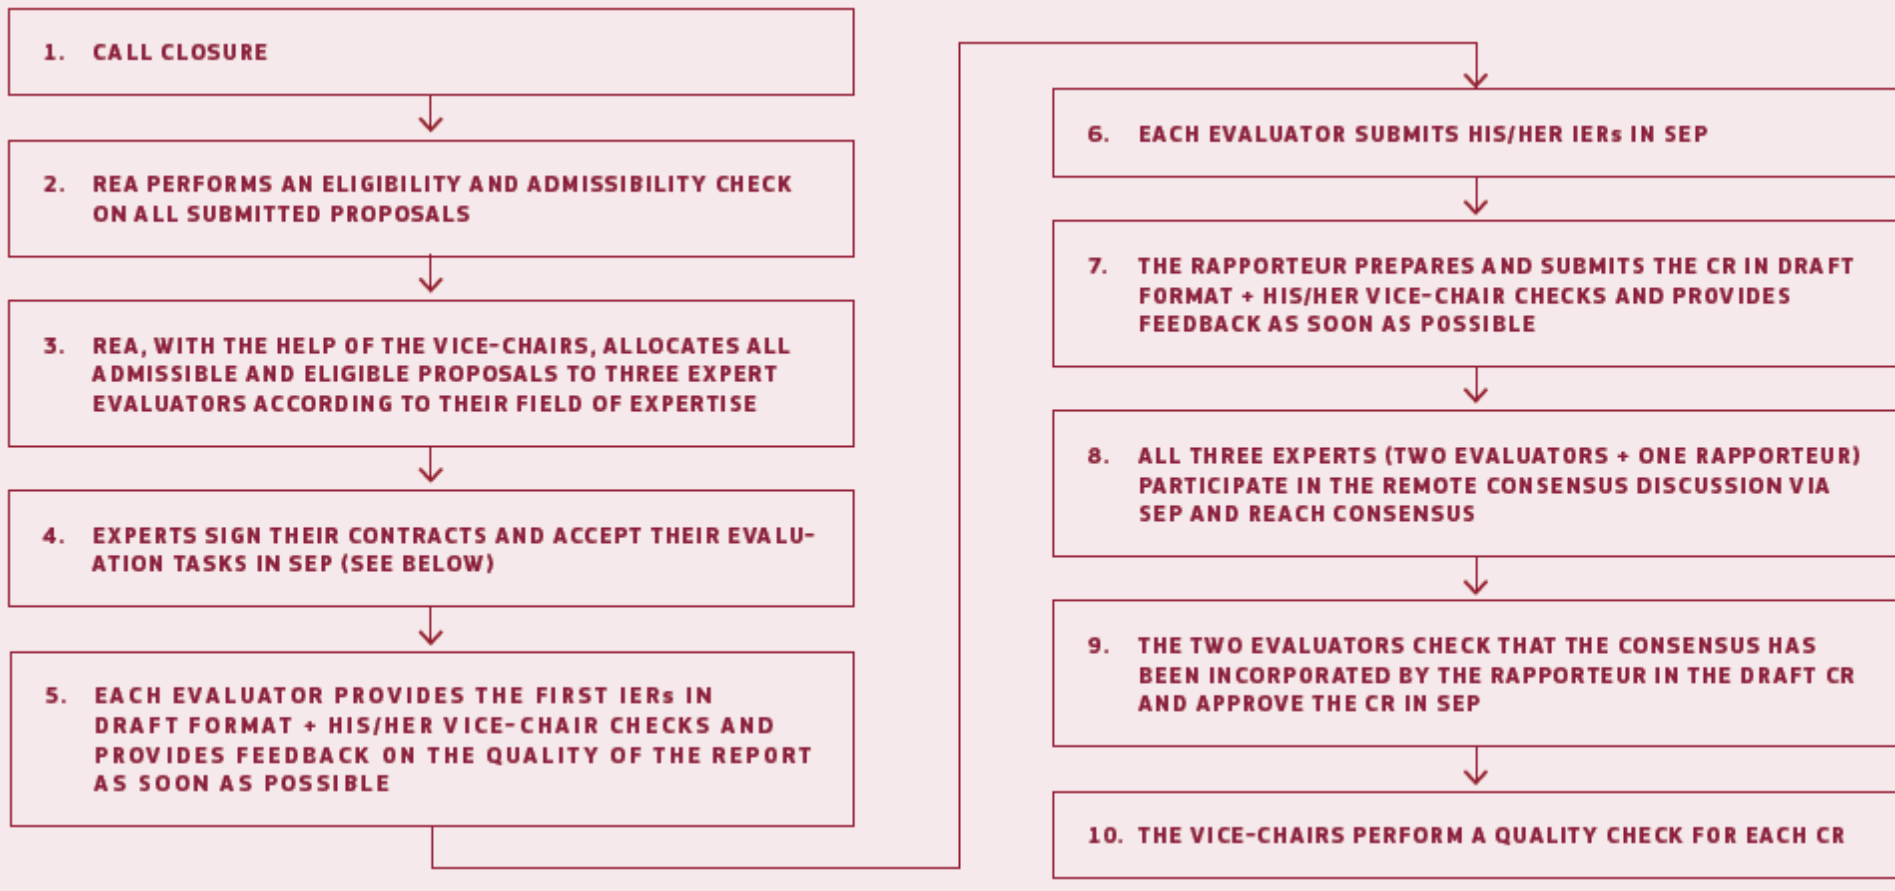 1. CALL CLOSURE
2. REA PERFORMS AN ELIGIBILITY AND ADMISSIBILITY CHECK
ON ALL SUBMITTED PROPOSALS
3. REA, WITH THE HELP OF THE VICE-CHAIRS, ALLOCATES ALL
ADMISSIBLE AND ELIGIBLE PROPOSALS TO THREE EXPERT
EVALUATORS ACCORDING TO THEIR FIELD OF EXPERTISE
4. EXPERTS SIGN THEIR CONTRACTS AND ACCEPT THEIR EVALU-
ATION TASKS IN SEP (SEE BELOW)
5. EACH EVALUATOR PROVIDES THE FIRST IERs IN
DRAFT FORMAT + HIS/HER VICE-CHAIR CHECKS AND
PROVIDES FEEDBACK ON THE QUALITY OF THE REPORT
AS SOON AS POSSIBLE
6. EACH EVALUATOR SUBMITS HIS/HER IERs IN SEP
7. THE RAPPORTEUR PREPARES AND SUBMITS THE CR IN DRAFT
FORMAT + HIS/HER VICE-CHAIR CHECKS AND PROVIDES
FEEDBACK AS SOON AS POSSIBLE
8. ALL THREE EXPERTS (TWO EVALUATORS + ONE RAPPORTEUR)
PARTICIPATE IN THE REMOTE CONSENSUS DISCUSSION VIA
SEP AND REACH CONSENSUS
9. THE TWO EVALUATORS CHECK THAT THE CONSENSUS HAS
BEEN INCORPORATED BY THE RAPPORTEUR IN THE DRAFT CR
AND APPROVE THE CR IN SEP
10. THE VICE-CHAIRS PERFORM A QUALITY CHECK FOR EACH CR